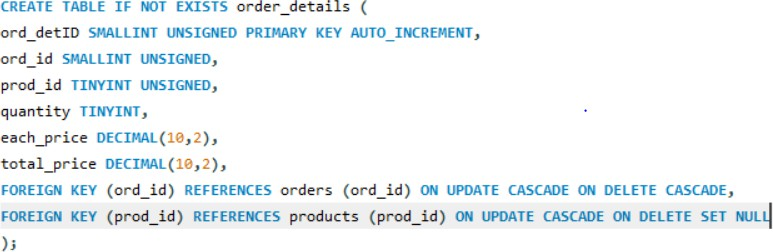 CREATE TABLE IF NOT EXISTS order_details (
ord_detID SMALLINT UNSIGNED PRIMARY KEY AUTO_INCREMENT,
ord_id SMALLINT UNSIGNED,
prod_id TINYINT UNSIGNED,
quantity TINYINT,
each_price DECIMAL(10,2),
total_price DECIMAL(10,2),
FOREIGN KEY (ord_id) REFERENCES orders (ord_id) ON UPDATE CASCADE ON DELETE CASCADE,
FOREIGN KEY (prod_id) REFERENCES products (prod_id) ON UPDATE CASCADE ON DELETE SET NULL
);